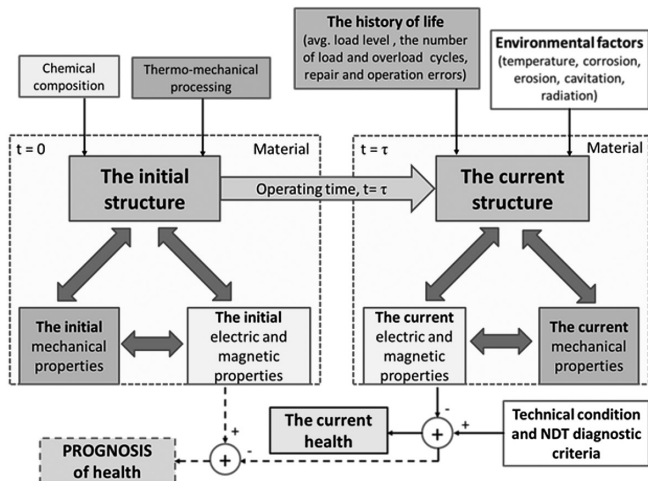 The history of life
(avg. load level , the number
of load and overload cycles,
repair and operation errors)
Environmental factors
(temperature, corrosion,
erosion, cavitation,
radiation)
Chemical
composition
Thermo-mechanical
processing
t = 0
Material
The initial
structure
Operating time, t= τ
t = τ
Material
The current
structure
The initial
mechanical
properties
The initial
electric and
magnetic properties
The current
electric and
magnetic properties
The current
mechanical
properties
The current
health
-
+
+
Technical condition
and NDT diagnostic
criteria
PROGNOSIS
of health
+
-
+